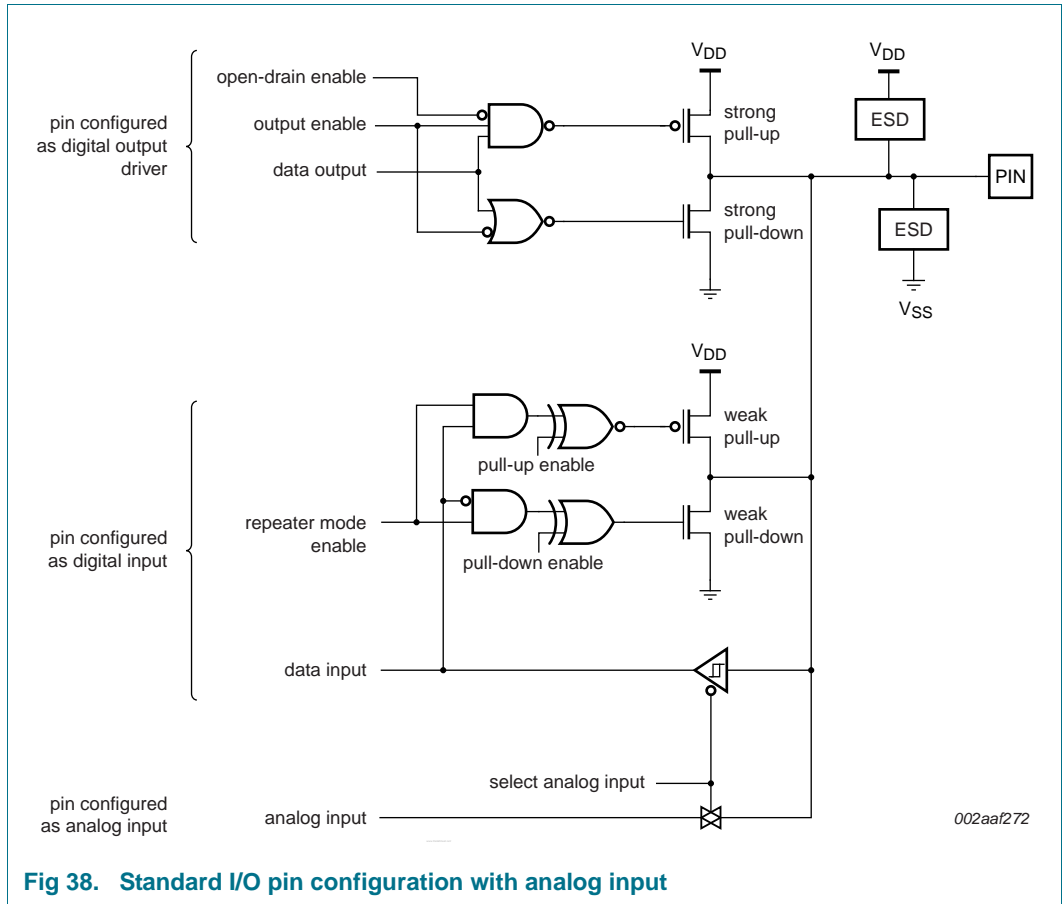 VDD
VDD
open-drain enable
strong
pull-up
ESD
pin configured
as digital output
driver
output enable
data output
PIN
strong
pull-down
ESD
VSS
VDD
weak
pull-up
pull-up enable
pin configured
as digital input
repeater mode
enable
weak
pull-down
pull-down enable
data input
select analog input
pin configured
as analog input
analog input
002aaf272
Fig 38. Standard I/O pin configuration with analog input